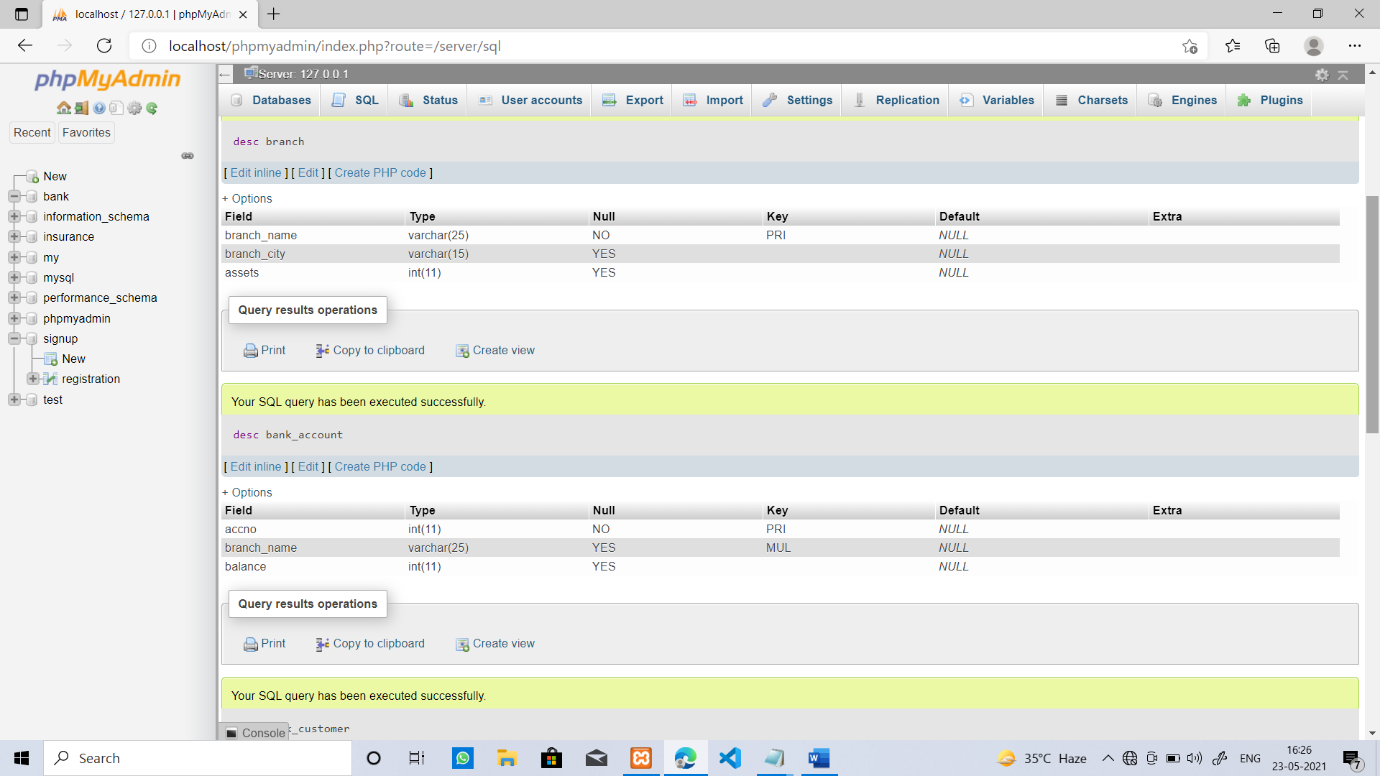 localhost / 127.0.0.1 | phpMyAdn
localhost/phpmyadmin/index.php?route=/server/sql
phpMyAdmin
Recent Favorites
New
bank
information_schema
insurance
my
mysql
performance_schema
phpmyadmin
signup
New
registration
test
Server: 127.0.0.1
Databases SQL Status User accounts Export Import Settings Replication Variables Charsets Engines Plugins
desc branch
[ Edit inline ] [ Edit ] [ Create PHP code ]
+ Options
Field Type Null Key Default Extra
branch_name varchar(25) NO PRI NULL
branch_city varchar(15) YES NULL
assets int(11) YES NULL
Query results operations
Print Copy to clipboard Create view
Your SQL query has been executed successfully.
desc bank_account
[ Edit inline ] [ Edit ] [ Create PHP code ]
+ Options
Field Type Null Key Default Extra
accno int(11) NO PRI NULL
branch_name varchar(25) YES MUL NULL
balance int(11) YES NULL
Query results operations
Print Copy to clipboard Create view
Your SQL query has been executed successfully.
_customer
Console
Search
35°C Haze
ENG
16:26
23-05-2021
7